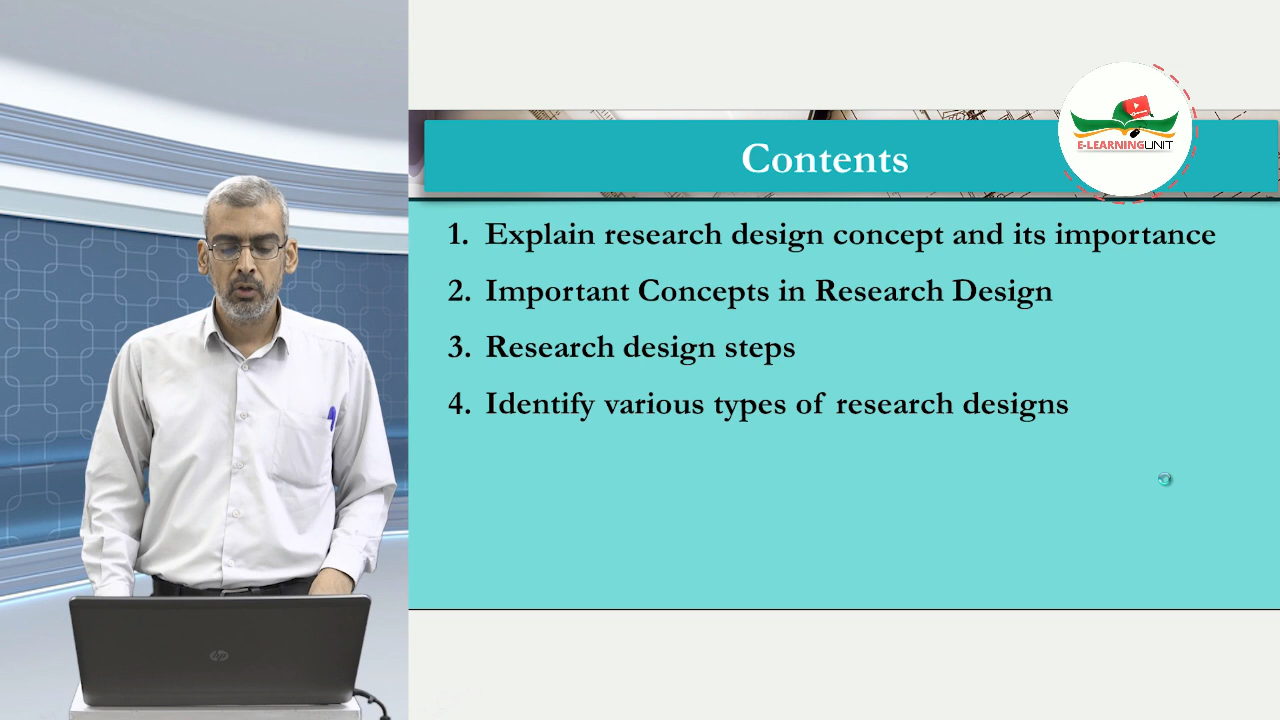 Contents
E-LEARNINGUNIT
1. Explain research design concept and its importance
2. Important Concepts in Research Design
3. Research design steps
4. Identify various types of research designs
hp